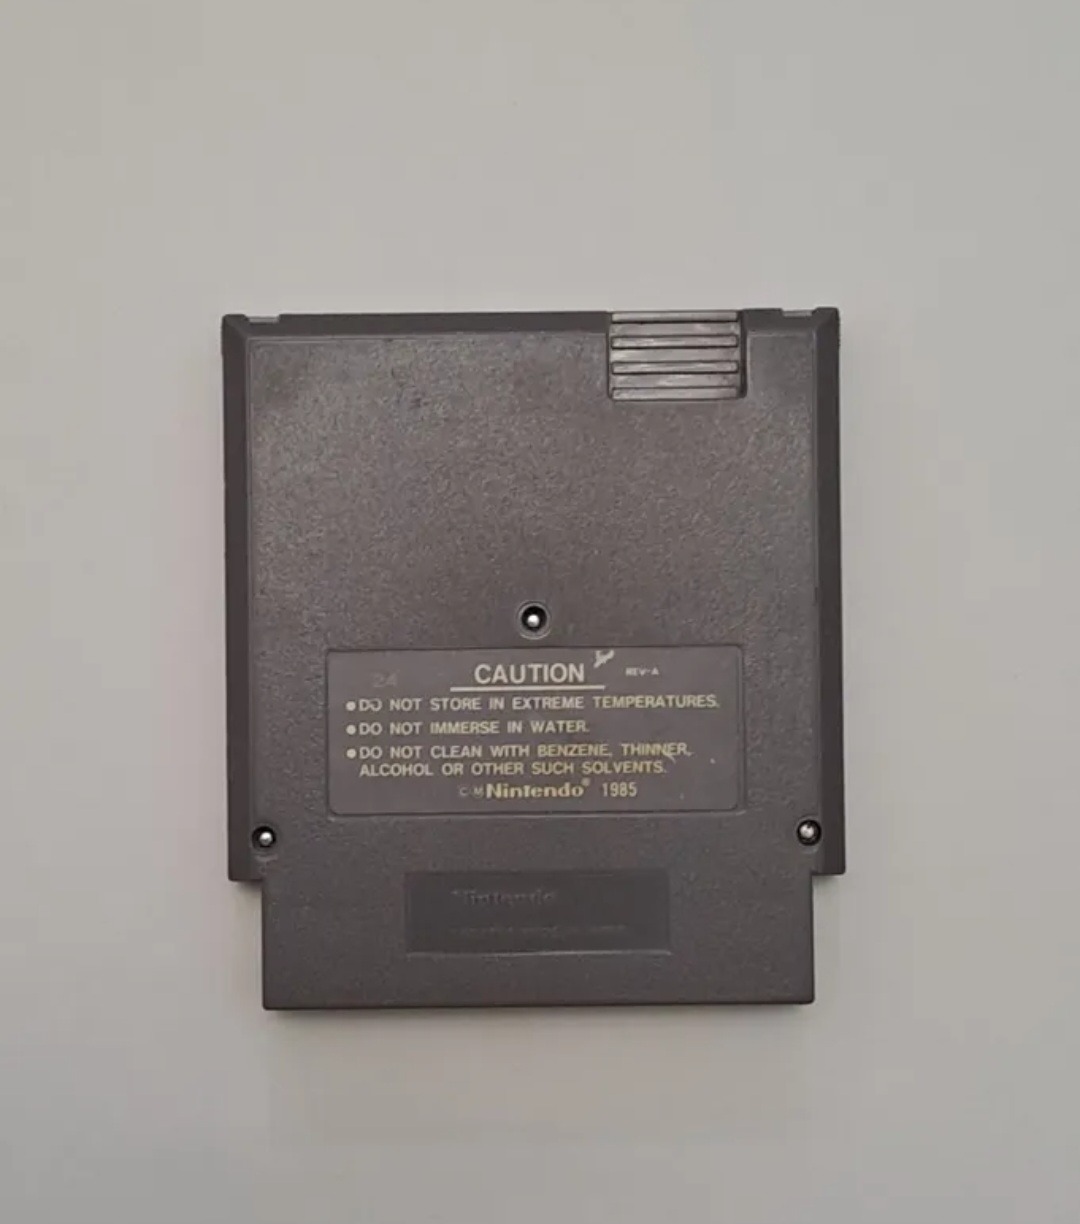 24
CAUTION REV-A
●DO NOT STORE IN EXTREME TEMPERATURES.
●DO NOT IMMERSE IN WATER.
●DO NOT CLEAN WITH BENZENE, THINNER,
ALCOHOL OR OTHER SUCH SOLVENTS.
Nintendo® 1985
Nintendo